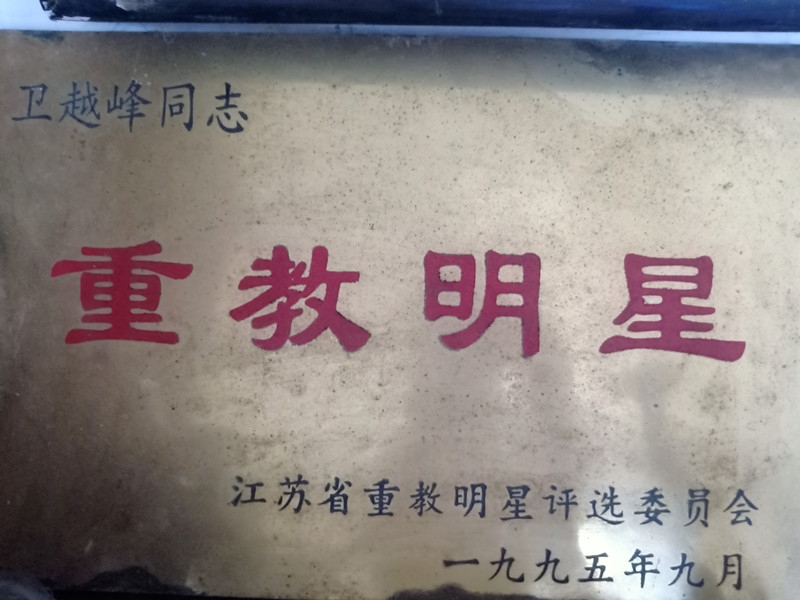 卫越峰同志
重教明星
江苏省重教明星评选委员会
一九九五年九月